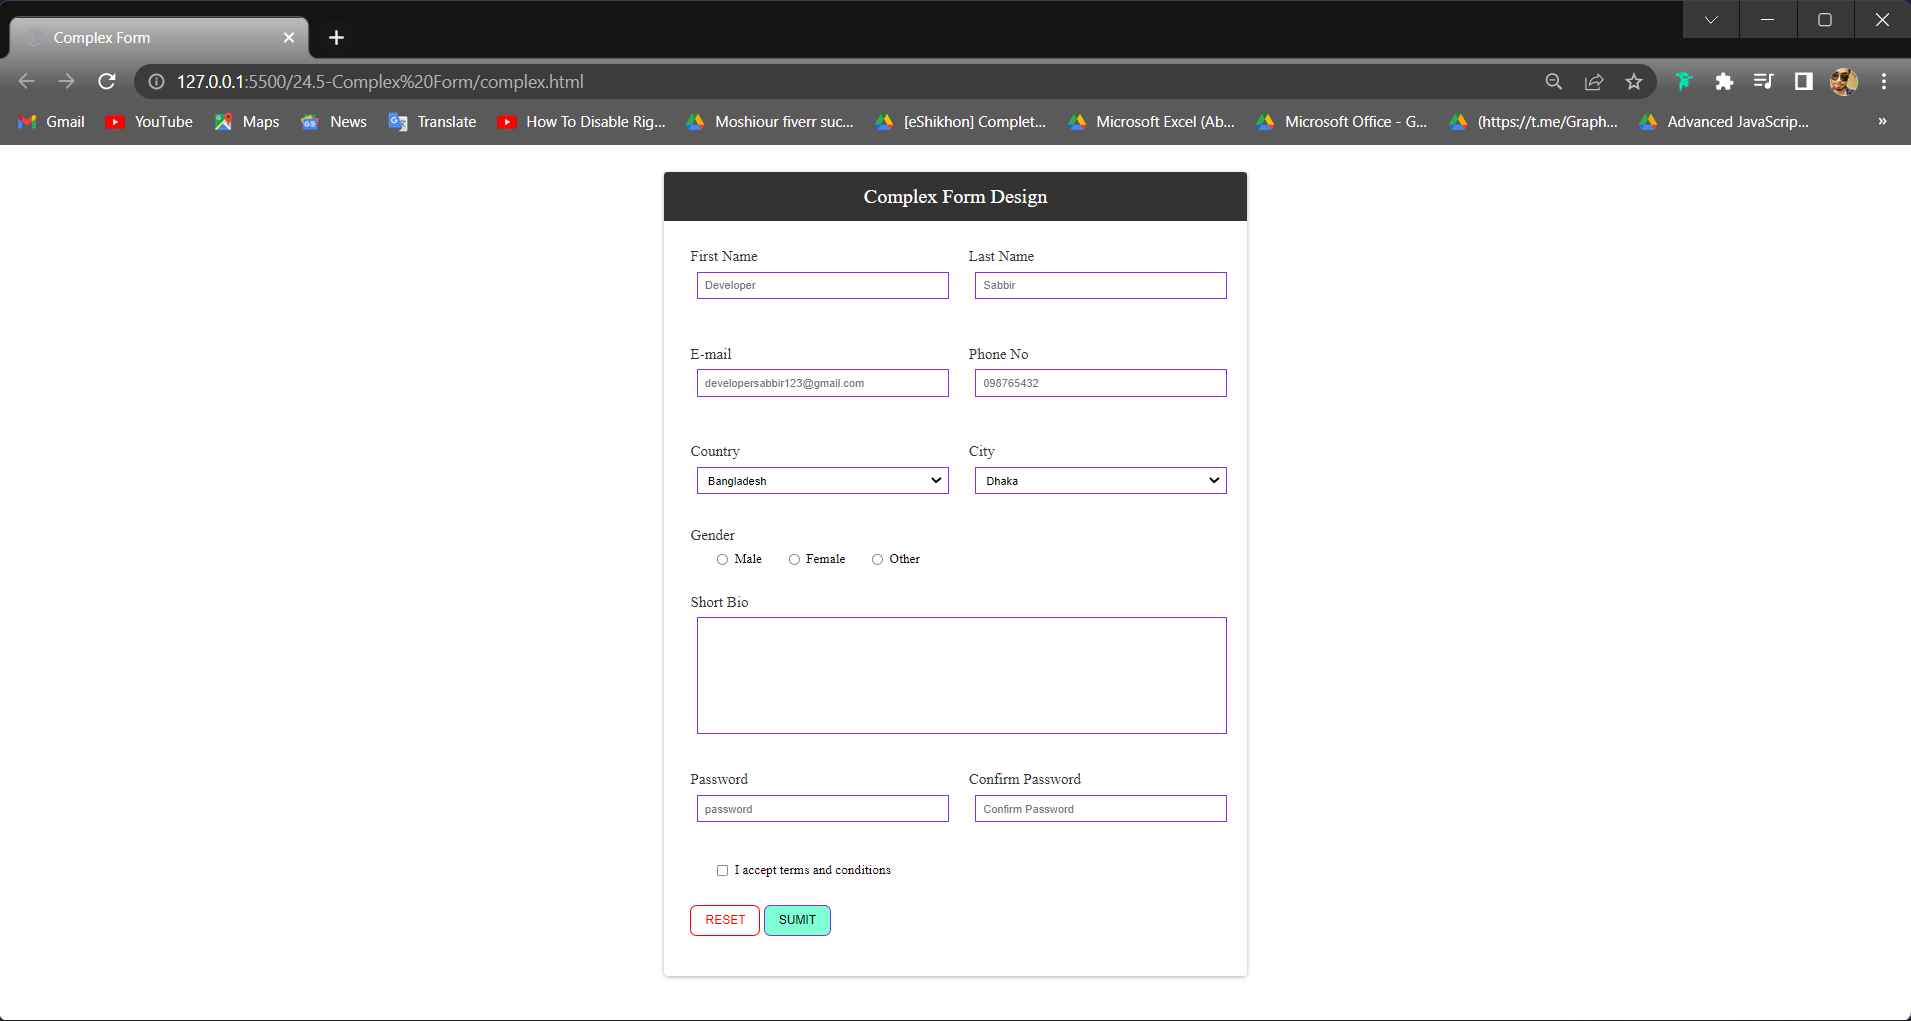 Complex Form
127.0.0.1:5500/24.5-Complex%20Form/complex.html
Gmail YouTube Maps News Translate How To Disable Rig... Moshiour fiverr suc... [eShikhon] Complet... Microsoft Excel (Ab... Microsoft Office - G... (https://t.me/Graph... Advanced JavaScrip... »
Complex Form Design
First Name Last Name
Developer Sabbir
E-mail Phone No
developersabbir123@gmail.com 098765432
Country City
Bangladesh Dhaka
Gender
Male Female Other
Short Bio
Password Confirm Password
password Confirm Password
I accept terms and conditions
RESET SUMIT